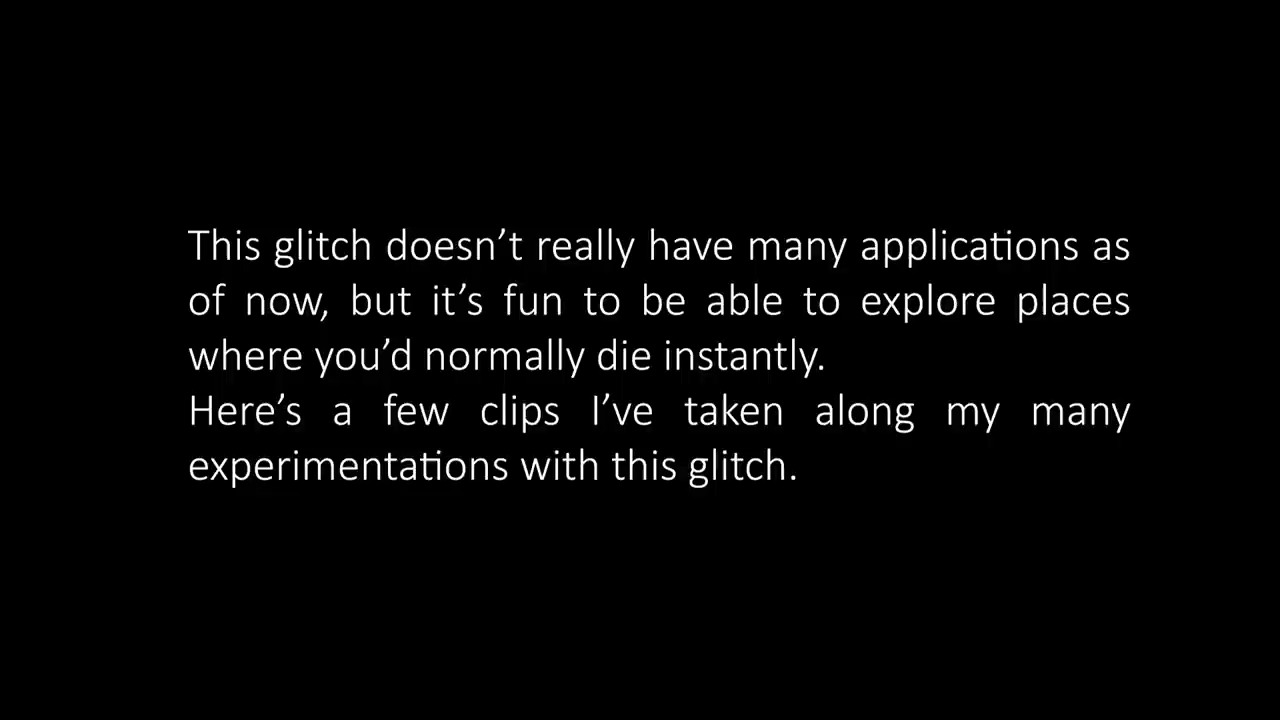 This glitch doesn’t really have many applications as
of now, but it’s fun to be able to explore places
where you’d normally die instantly.
Here’s a few clips I’ve taken along my many
experimentations with this glitch.